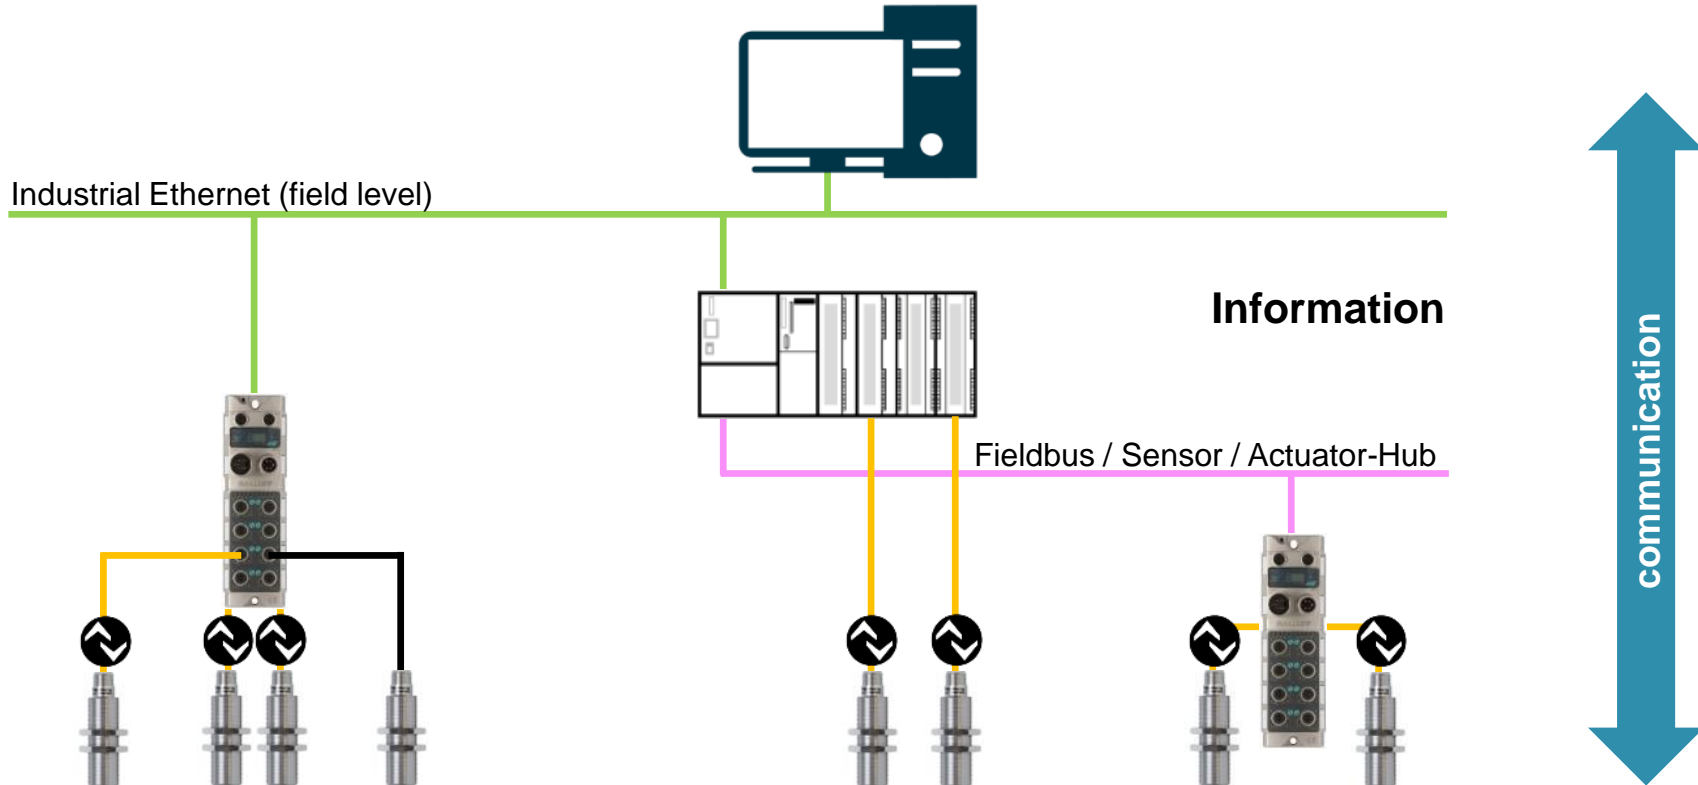 Industrial Ethernet (field level)
Information
communication
Fieldbus / Sensor / Actuator-Hub